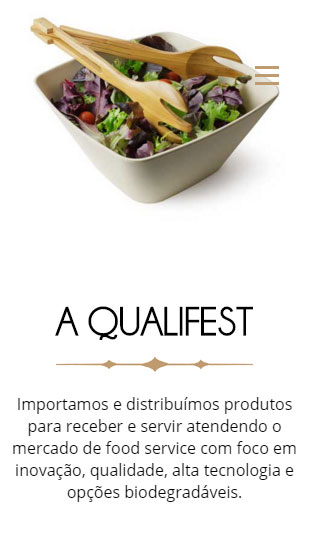 A QUALIFEST
Importamos e distribuímos produtos
para receber e servir atendendo o
mercado de food service com foco em
inovação, qualidade, alta tecnologia e
opções biodegradáveis.